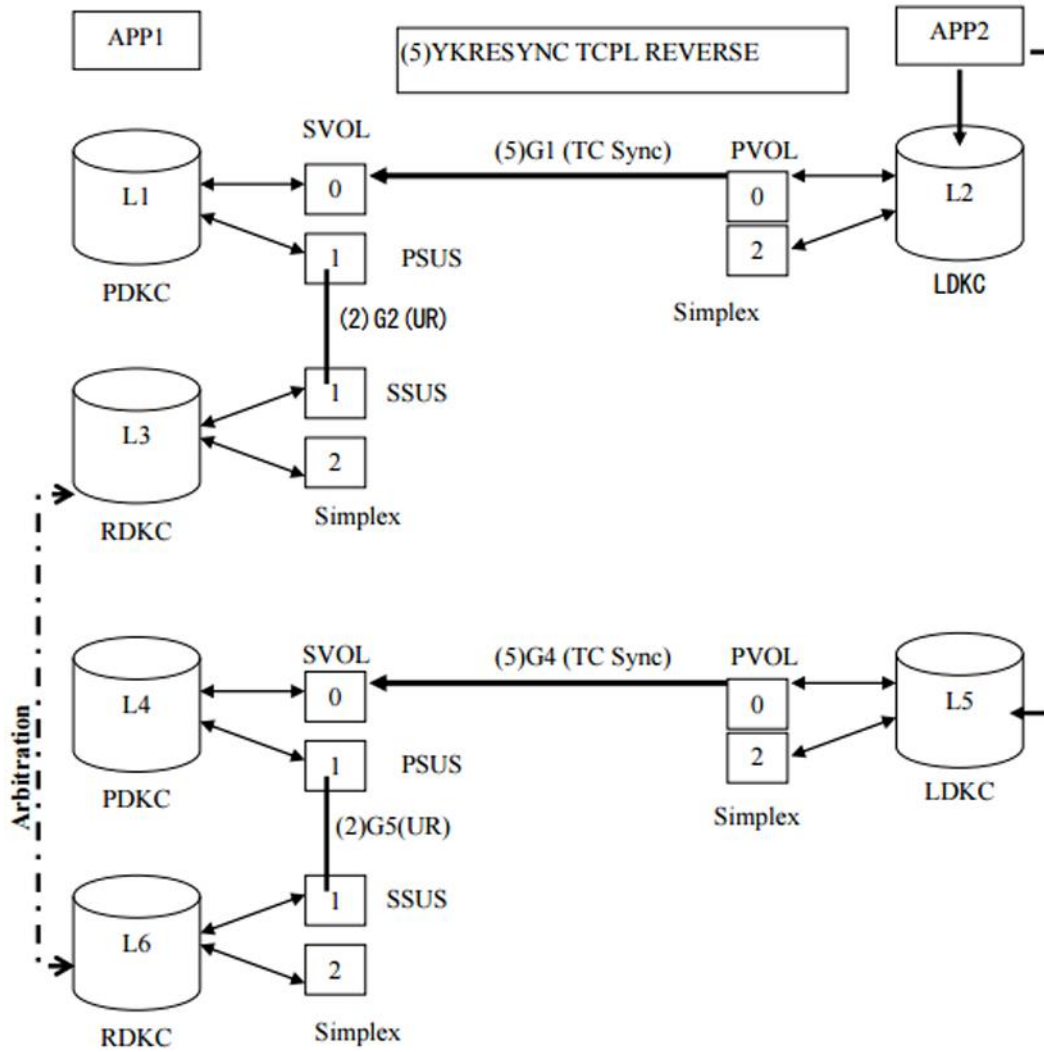 APP1
(5)YKRESYNC TCPL REVERSE
APP2
SVOL
(5)G1 (TC Sync)
PVOL
L1
0
0
L2
1
PSUS
2
PDKC
LDKC
Simplex
(2)G2(UR)
1
SSUS
L3
2
Simplex
RDKC
Arbitration
SVOL
(5)G4 (TC Sync)
PVOL
L4
0
0
L5
1
PSUS
2
PDKC
LDKC
Simplex
(2)G5(UR)
1
SSUS
L6
2
Simplex
RDKC